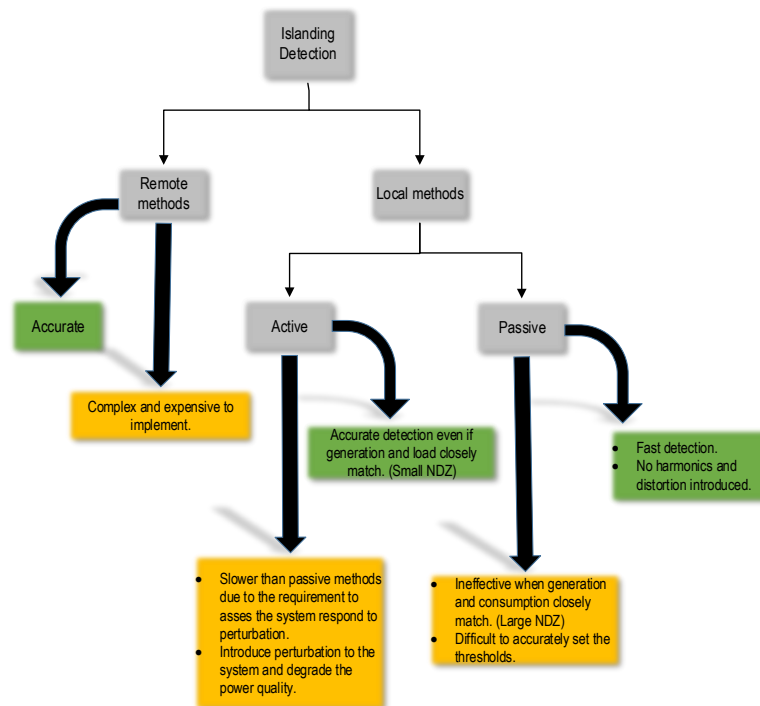 Islanding
Detection
Remote
methods
Local methods
Accurate
Active
Passive
Complex and expensive to
implement.
Accurate detection even if
generation and load closely
match. (Small NDZ)
• Fast detection.
• No harmonics and
distortion introduced.
• Slower than passive methods
due to the requirement to
asses the system respond to
perturbation.
• Introduce perturbation to the
system and degrade the
power quality.
• Ineffective when generation
and consumption closely
match. (Large NDZ)
• Difficult to accurately set the
thresholds.